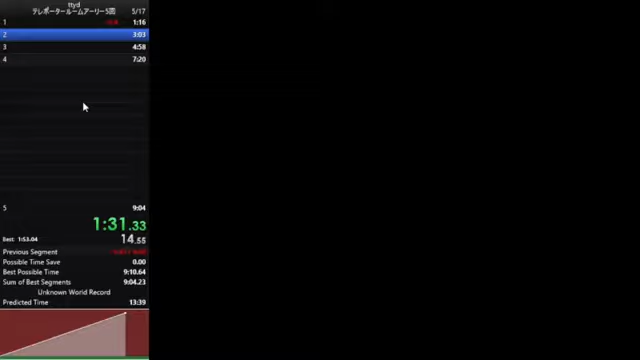 ttyd
テレポータールームアーリー5回 5/17
1 1:16
2 3:03
3 4:58
4 7:20
5 9:04
1:31.33
Best: 1:53.04 14.55
Previous Segment
Possible Time Save 0.00
Best Possible Time 9:10.64
Sum of Best Segments 9:04.23
Unknown World Record
Predicted Time 13:39